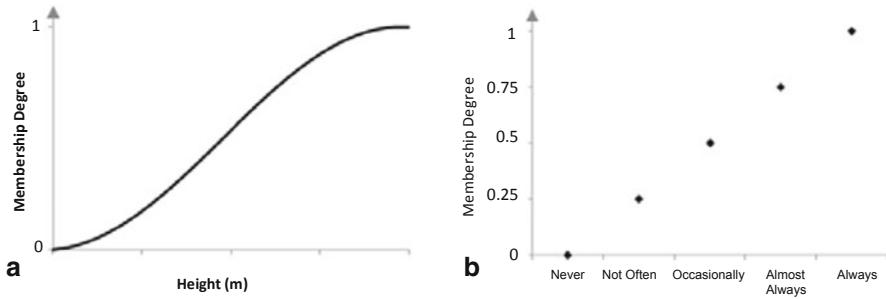 1
Membership Degree
0
Height (m)
a
1
0.75
0.5
0.25
0
Membership Degree
Never
Not Often
Occasionally
Almost
Always
Always
b